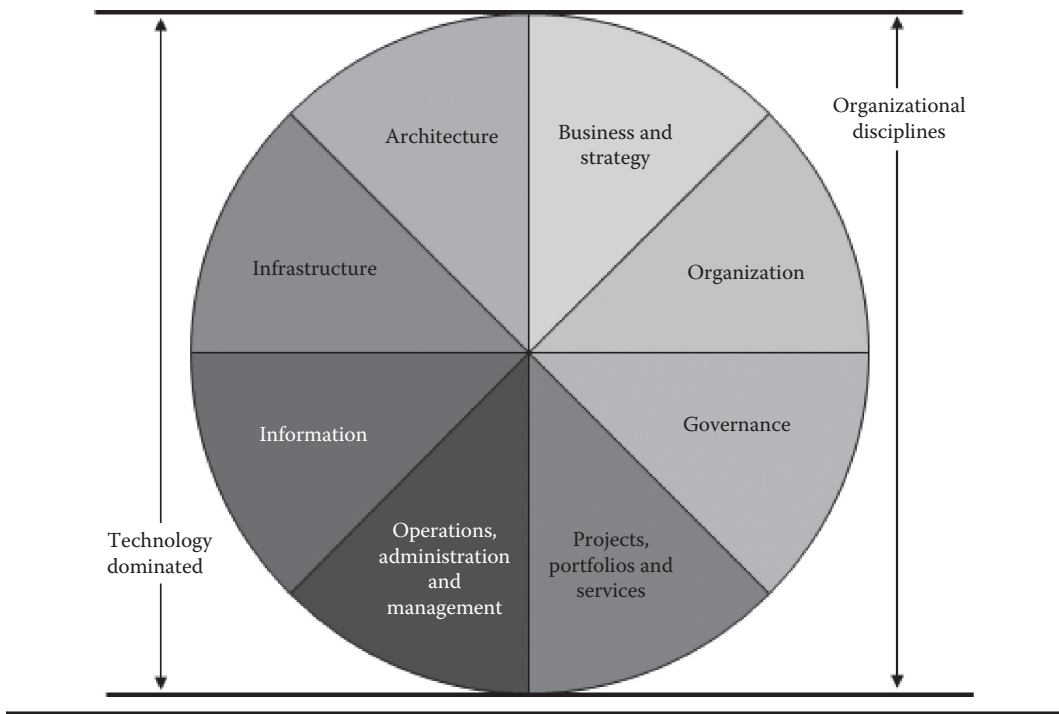 Architecture
Business and
strategy
Organizational
disciplines
Infrastructure
Organization
Information
Governance
Technology
dominated
Operations,
administration
and
management
Projects,
portfolios and
services